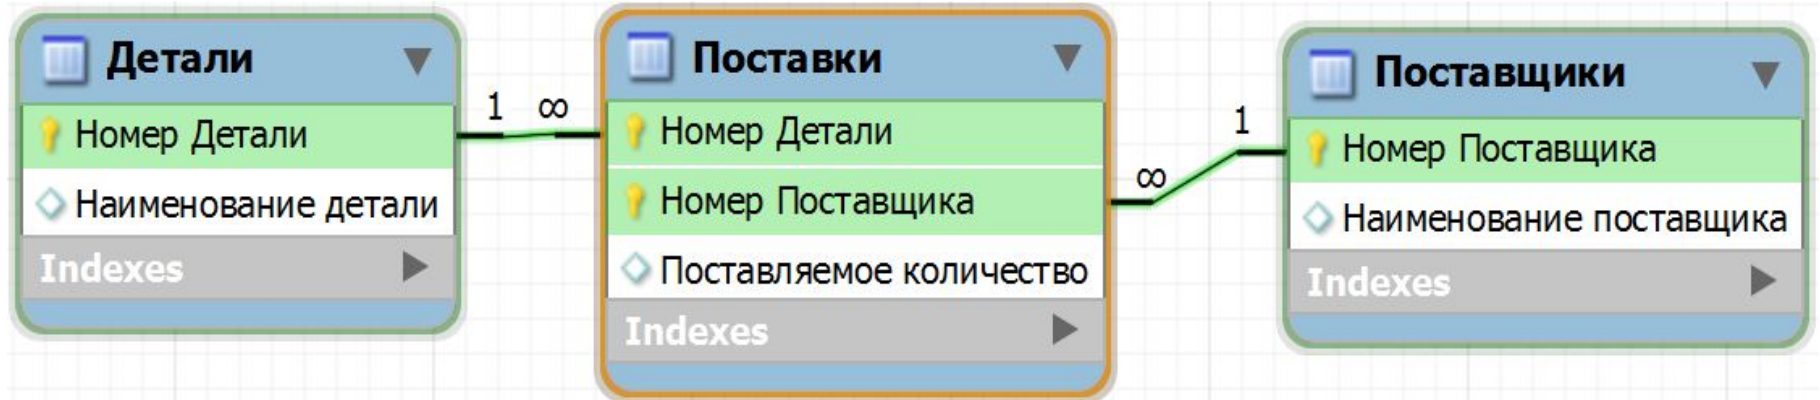 Детали
Номер Детали
Наименование детали
Indexes
1 ∞
Поставки
Номер Детали
Номер Поставщика
Поставляемое количество
Indexes
∞ 1
Поставщики
Номер Поставщика
Наименование поставщика
Indexes